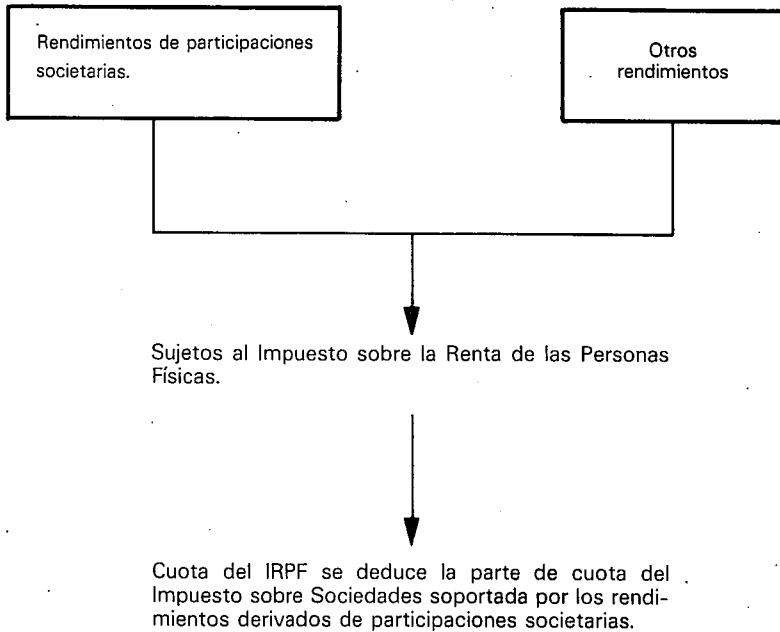 Rendimientos de participaciones
societarias.
Otros
rendimientos
Sujetos al Impuesto sobre la Renta de las Personas
Físicas.
Cuota del IRPF se deduce la parte de cuota del
Impuesto sobre Sociedades soportada por los rendi-
mientos derivados de participaciones societarias.